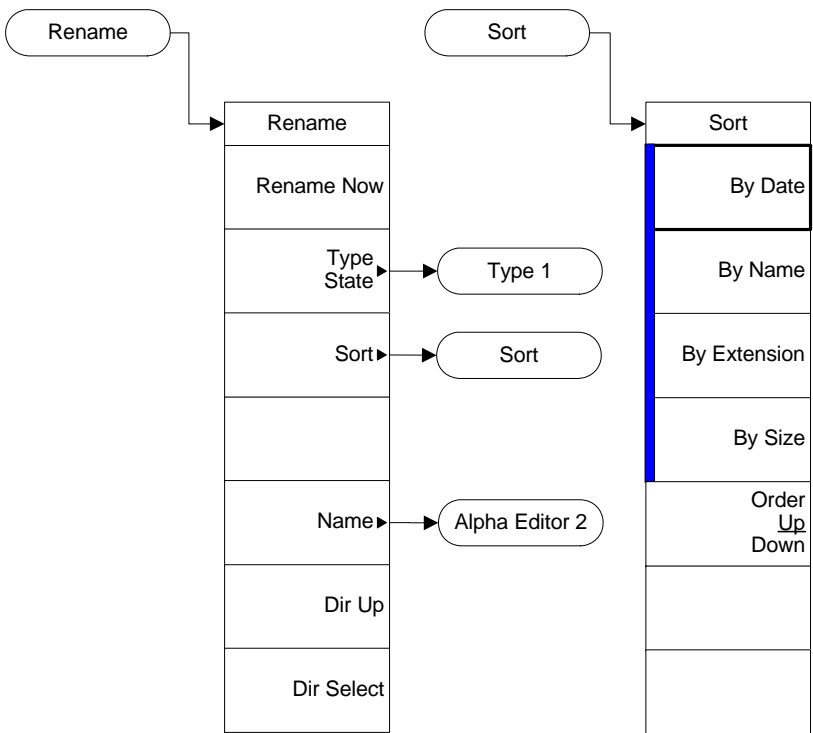 Rename
Rename
Rename Now
Type
State
Type 1
Sort
Sort
Name
Alpha Editor 2
Dir Up
Dir Select
Sort
Sort
By Date
By Name
By Extension
By Size
Order
Up
Down